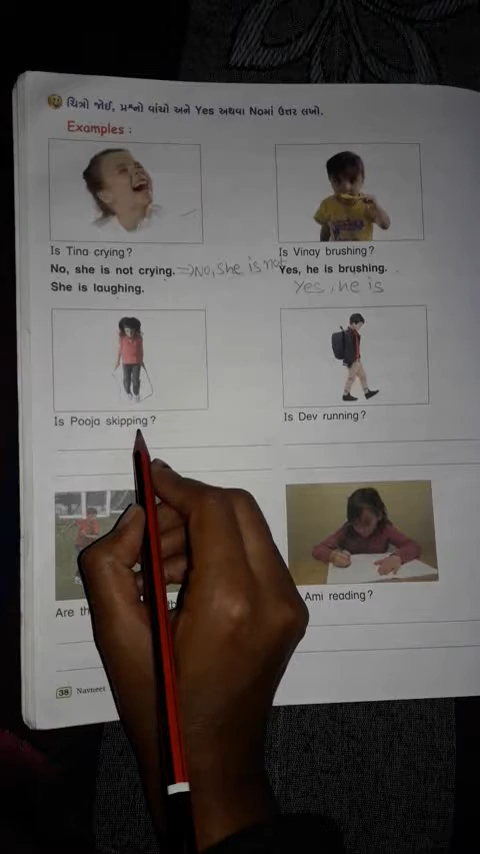 ચિત્રો જોઈ, પ્રશ્નો વાંચો અને Yes અથવા Noમાં ઉત્તર લખો.
Examples :
Is Tina crying?
No, she is not crying. ⇒No, she is not
She is laughing.
Is Vinay brushing?
Yes, he is brushing.
Yes, he is
Is Pooja skipping?
Is Dev running?
Are
Ami reading?
38 Navneet